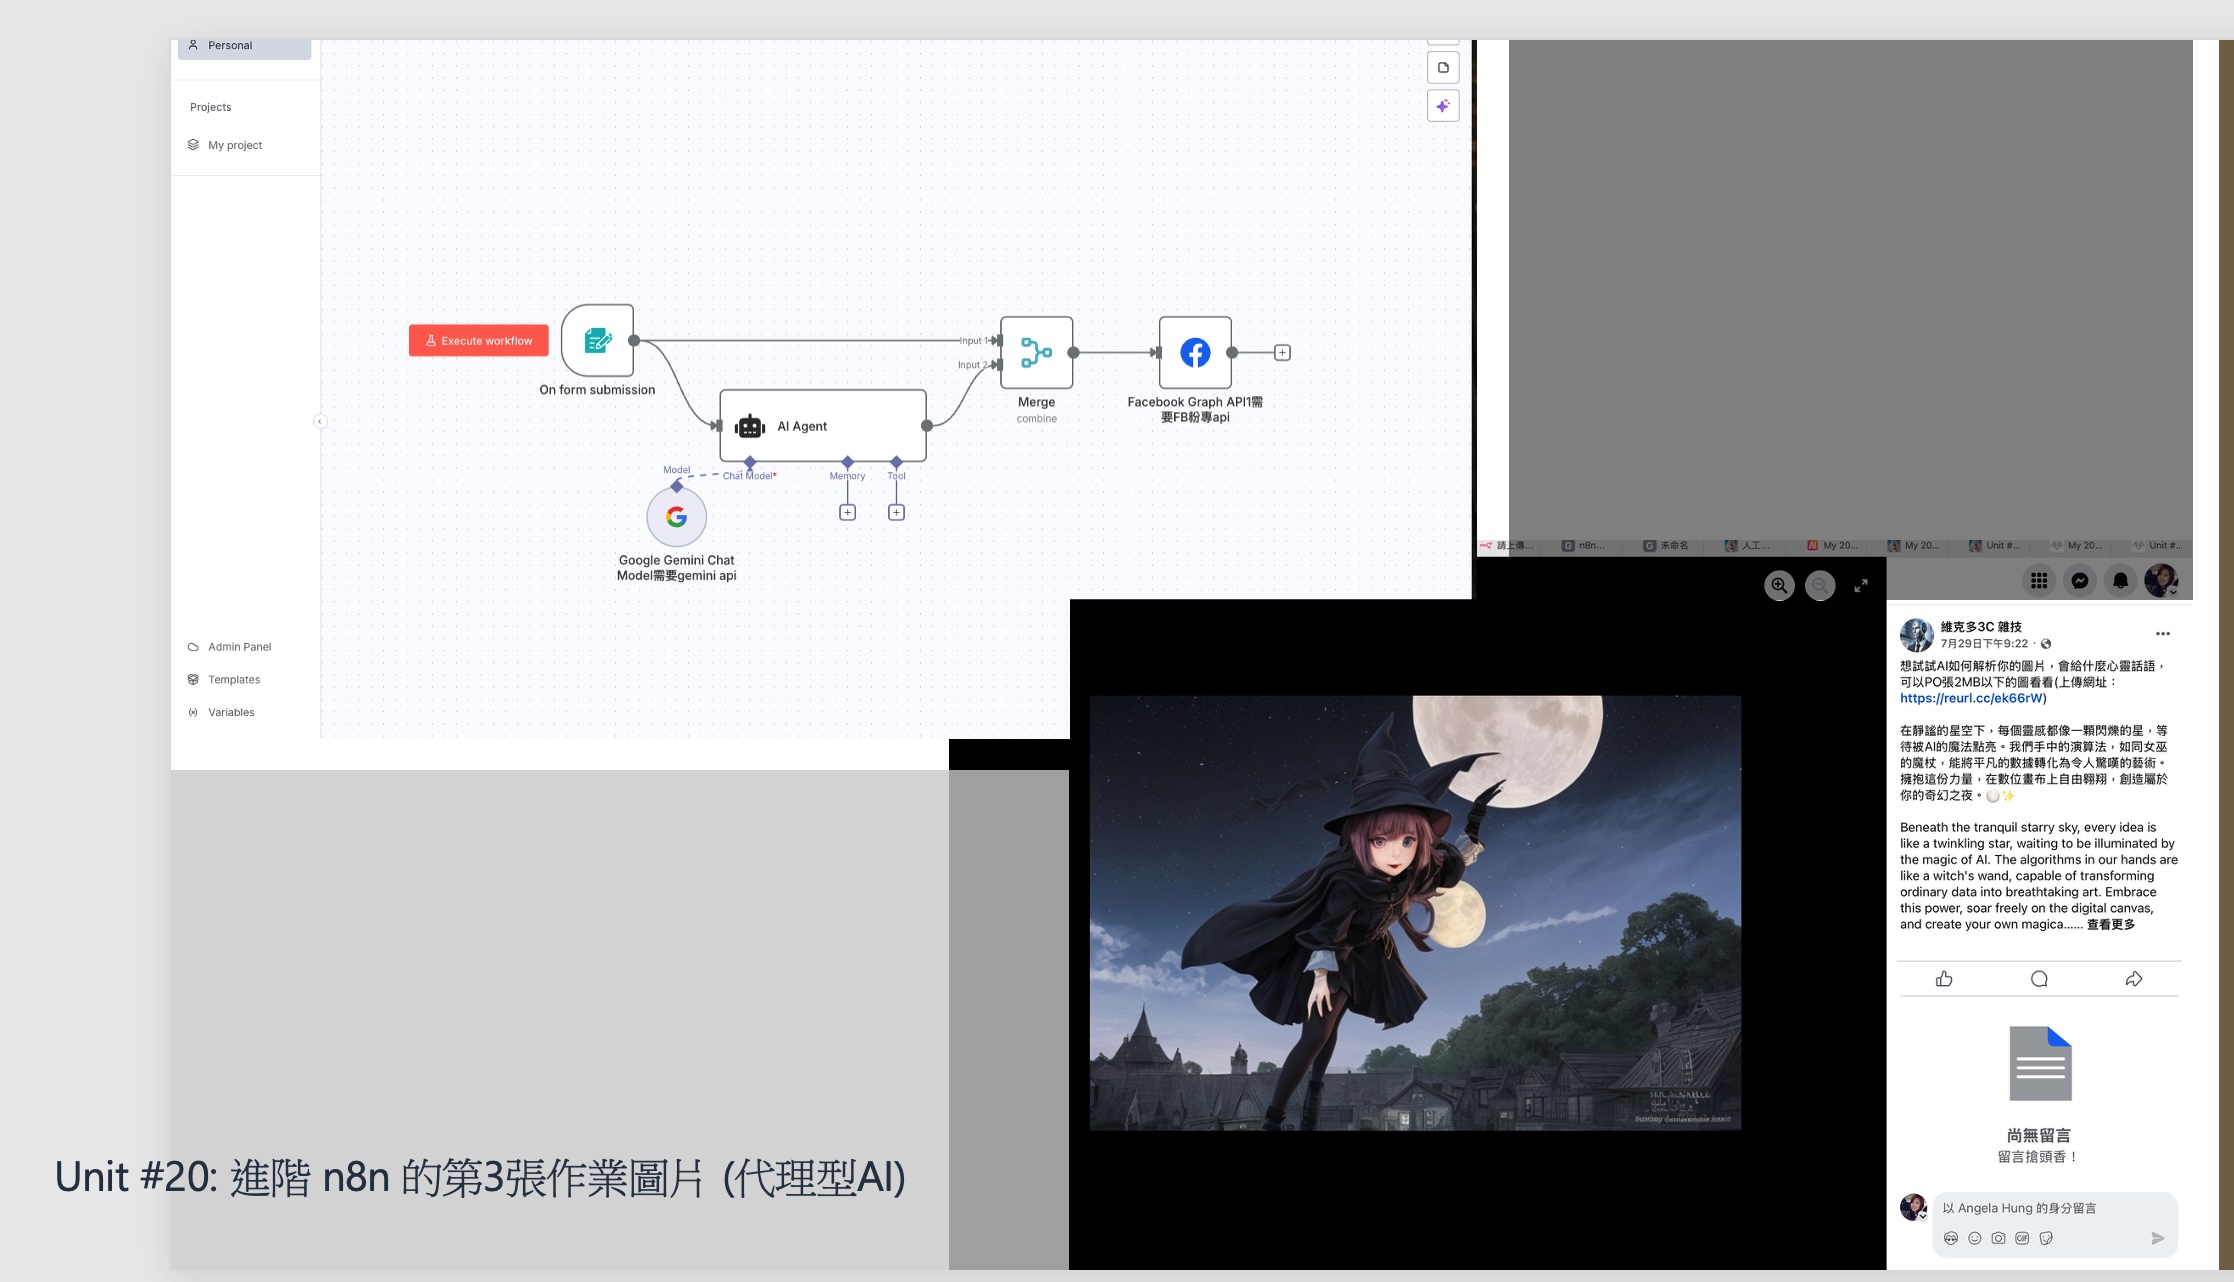 Personal
Projects
My project
Execute workflow
On form submission
Input 1
Input 2
Merge
combine
Facebook Graph API1需
要FB粉專api
AI Agent
Model
Chat Model*
Memory
Tool
Google Gemini Chat
Model需要gemini api
Admin Panel
Templates
Variables
請上傳...
n8n...
未命名
人工...
My 20...
My 20...
Unit #...
My 20...
Unit #...
維克多3C 雜技
7月29日下午9:22 ·
想試試AI如何解析你的圖片，會給什麼心靈話語，
可以PO張2MB以下的圖看看(上傳網址：
https://reurl.cc/ek66rW)
在靜謐的星空下，每個靈感都像一顆閃爍的星，等
待被AI的魔法點亮。我們手中的演算法，如同女巫
的魔杖，能將平凡的數據轉化為令人驚嘆的藝術。
擁抱這份力量，在數位畫布上自由翱翔，創造屬於
你的奇幻之夜。🌕✨
Beneath the tranquil starry sky, every idea is
like a twinkling star, waiting to be illuminated by
the magic of AI. The algorithms in our hands are
like a witch's wand, capable of transforming
ordinary data into breathtaking art. Embrace
this power, soar freely on the digital canvas,
and create your own magica...... 查看更多
尚無留言
留言搶頭香！
以 Angela Hung 的身分留言
GIF
Unit #20: 進階 n8n 的第3張作業圖片 (代理型AI)